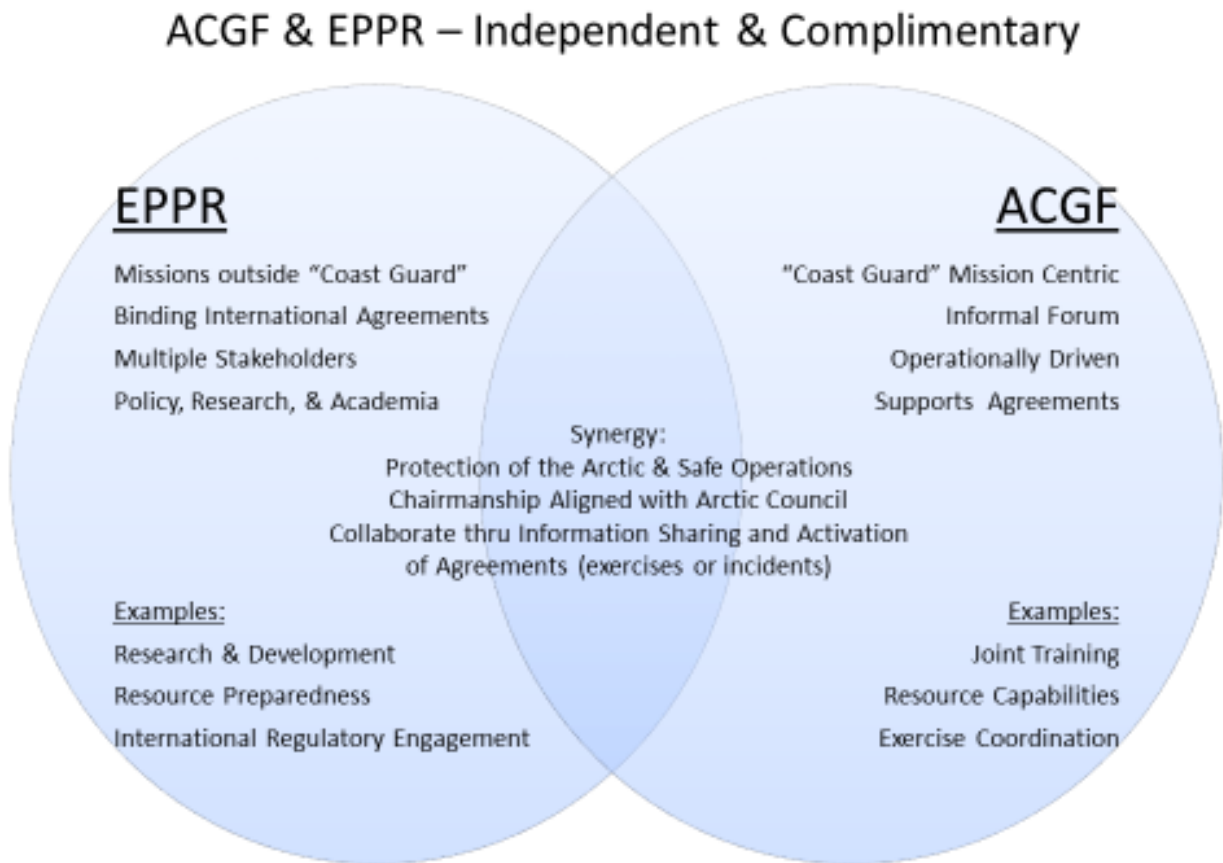 ACGF & EPPR – Independent & Complimentary
EPPR
Missions outside “Coast Guard”
Binding International Agreements
Multiple Stakeholders
Policy, Research, & Academia
ACGF
“Coast Guard” Mission Centric
Informal Forum
Operationally Driven
Supports Agreements
Synergy:
Protection of the Arctic & Safe Operations
Chairmanship Aligned with Arctic Council
Collaborate thru Information Sharing and Activation
of Agreements (exercises or incidents)
Examples:
Research & Development
Resource Preparedness
International Regulatory Engagement
Examples:
Joint Training
Resource Capabilities
Exercise Coordination